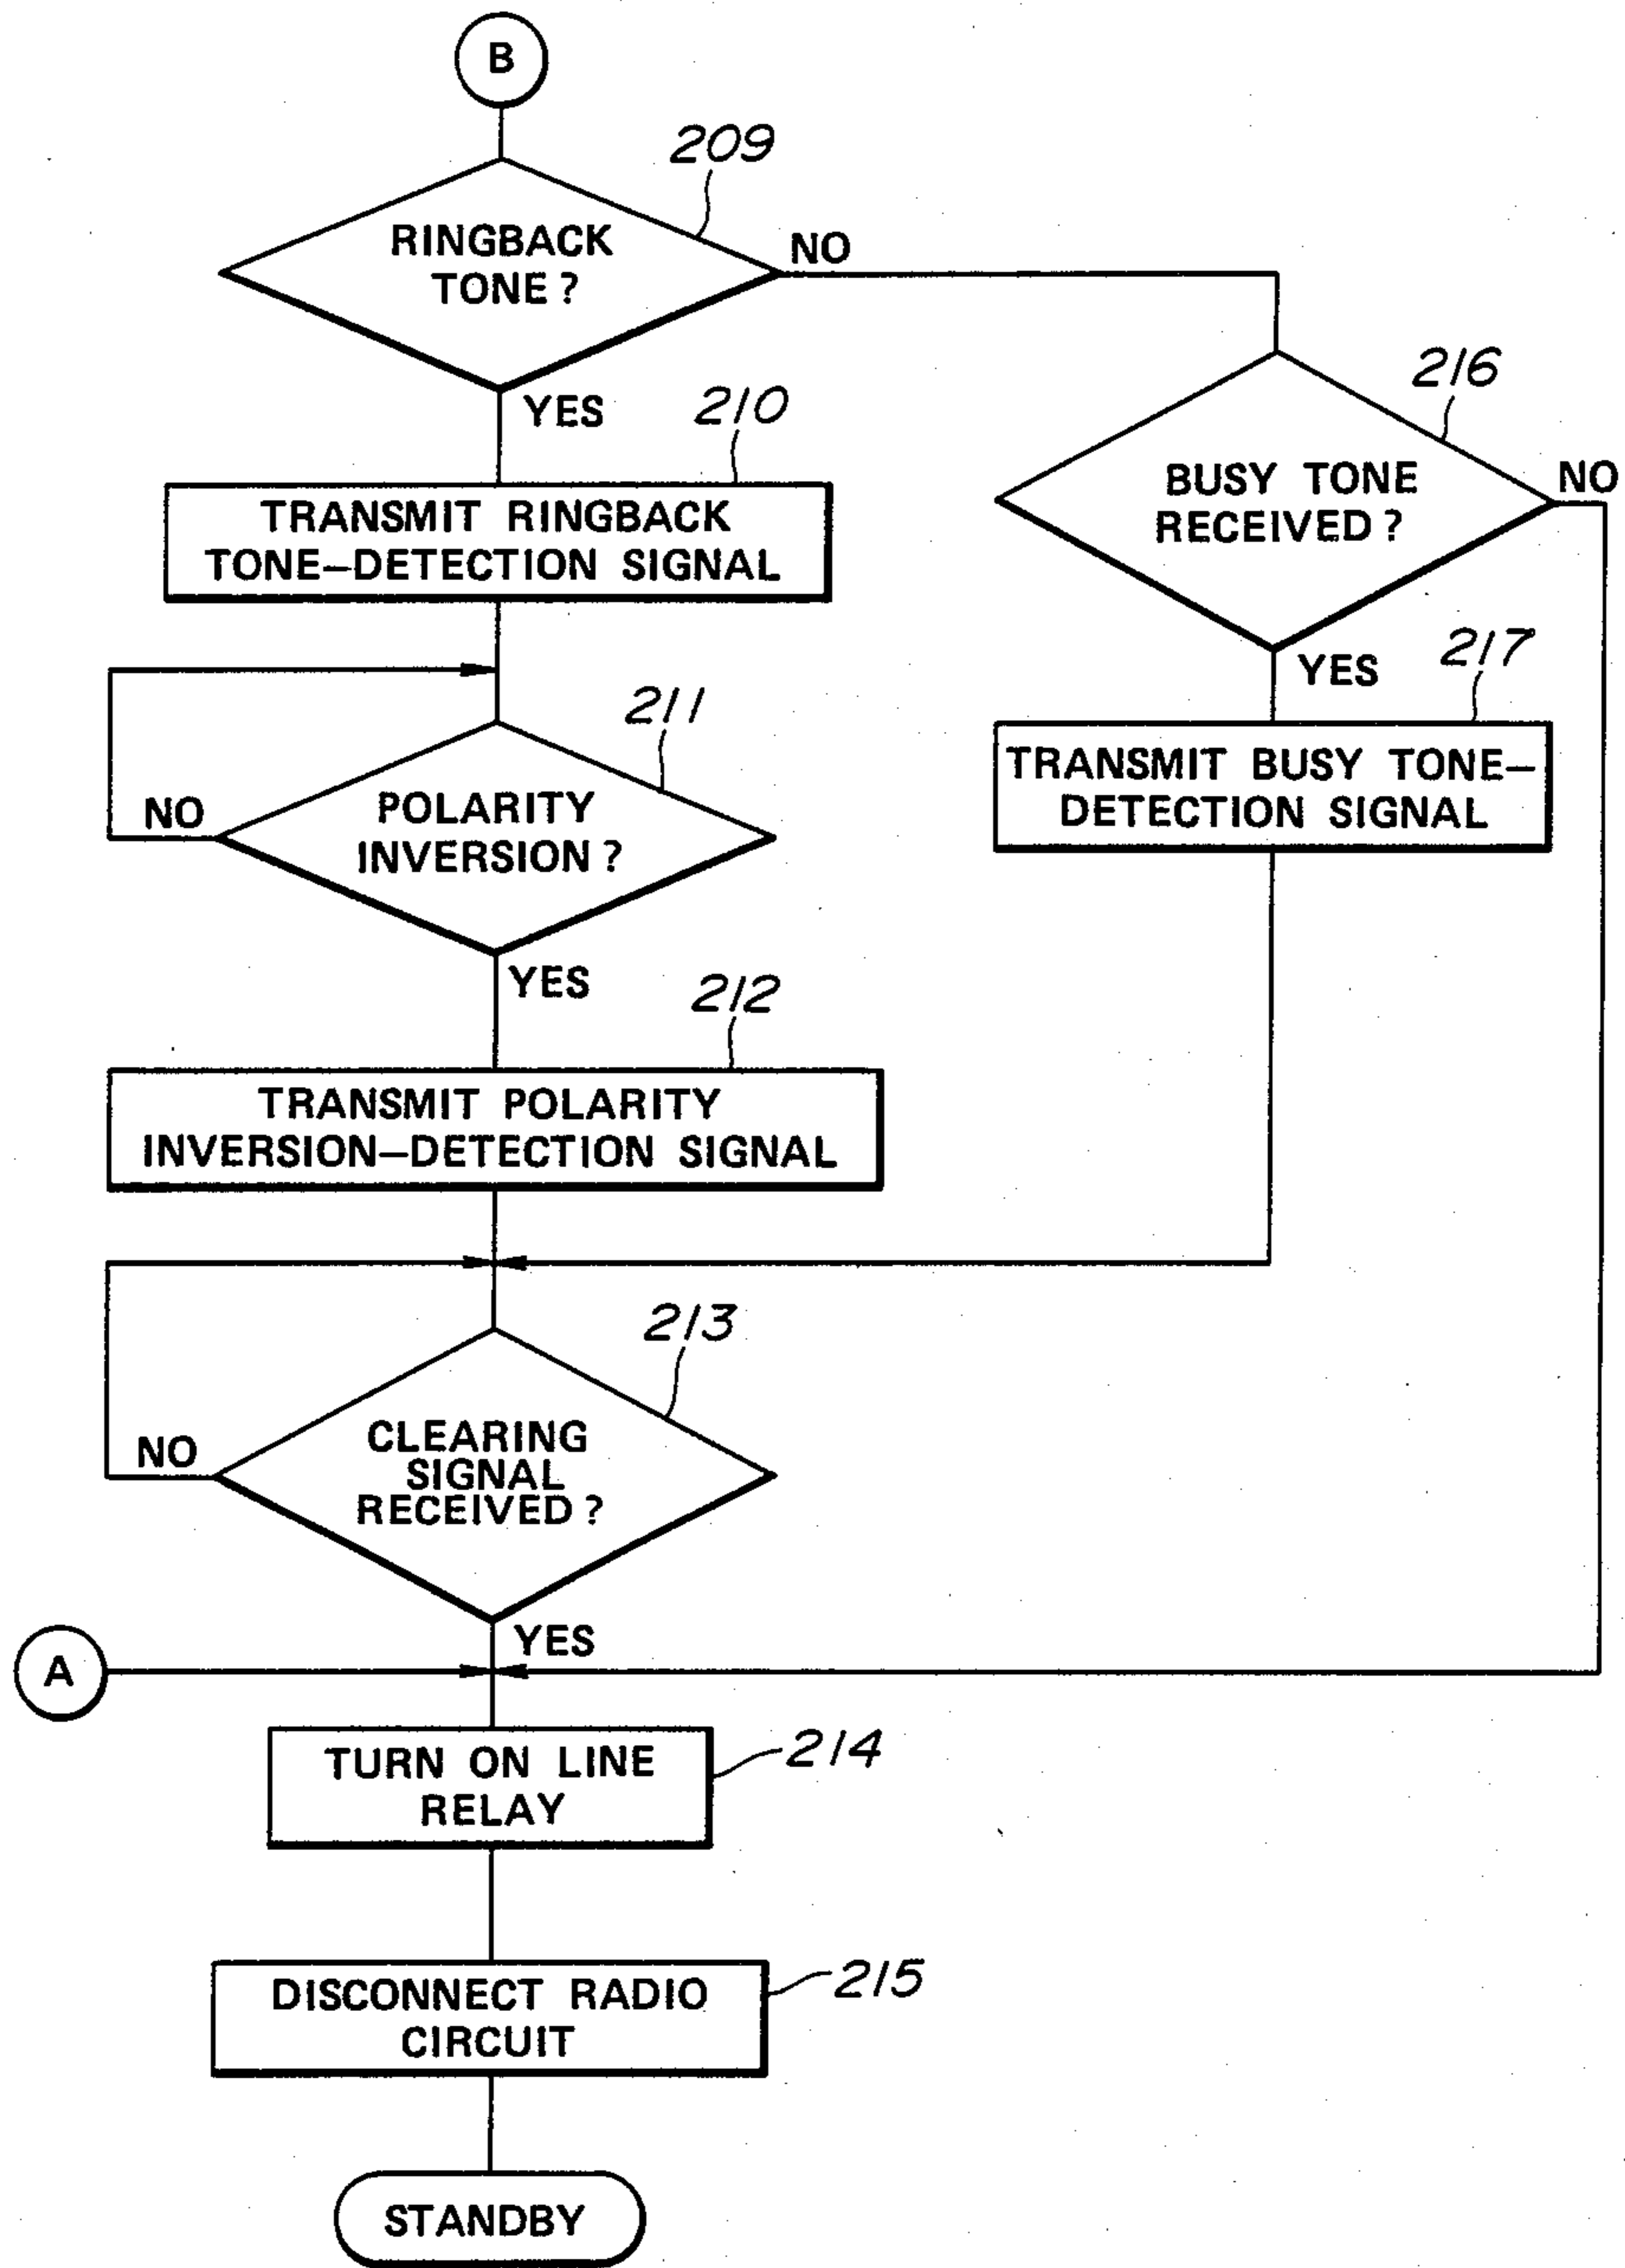 B
209
RINGBACK
TONE?
NO
YES
210
TRANSMIT RINGBACK
TONE–DETECTION SIGNAL
216
BUSY TONE
RECEIVED?
NO
YES
217
TRANSMIT BUSY TONE–
DETECTION SIGNAL
211
POLARITY
INVERSION?
NO
YES
212
TRANSMIT POLARITY
INVERSION–DETECTION SIGNAL
213
CLEARING
SIGNAL
RECEIVED?
NO
YES
A
214
TURN ON LINE
RELAY
215
DISCONNECT RADIO
CIRCUIT
STANDBY